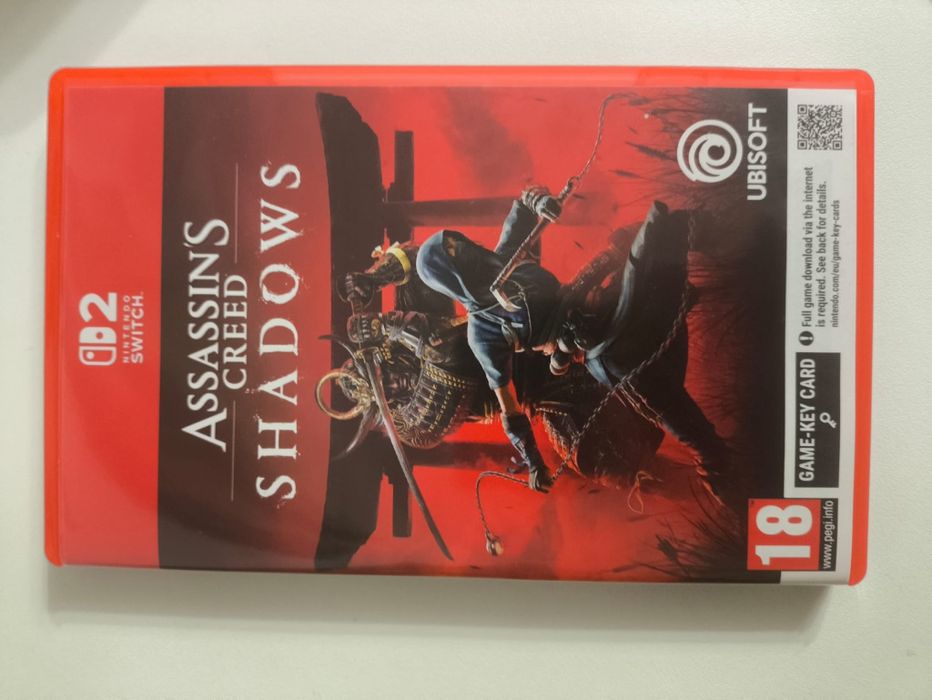 2
NINTENDO
SWITCH™
ASSASSIN'S
CREED
SHADOWS
UBISOFT
18
www.pegi.info
GAME-KEY CARD
! Full game download via the internet
is required. See back for details.
nintendo.com/eu/game-key-cards